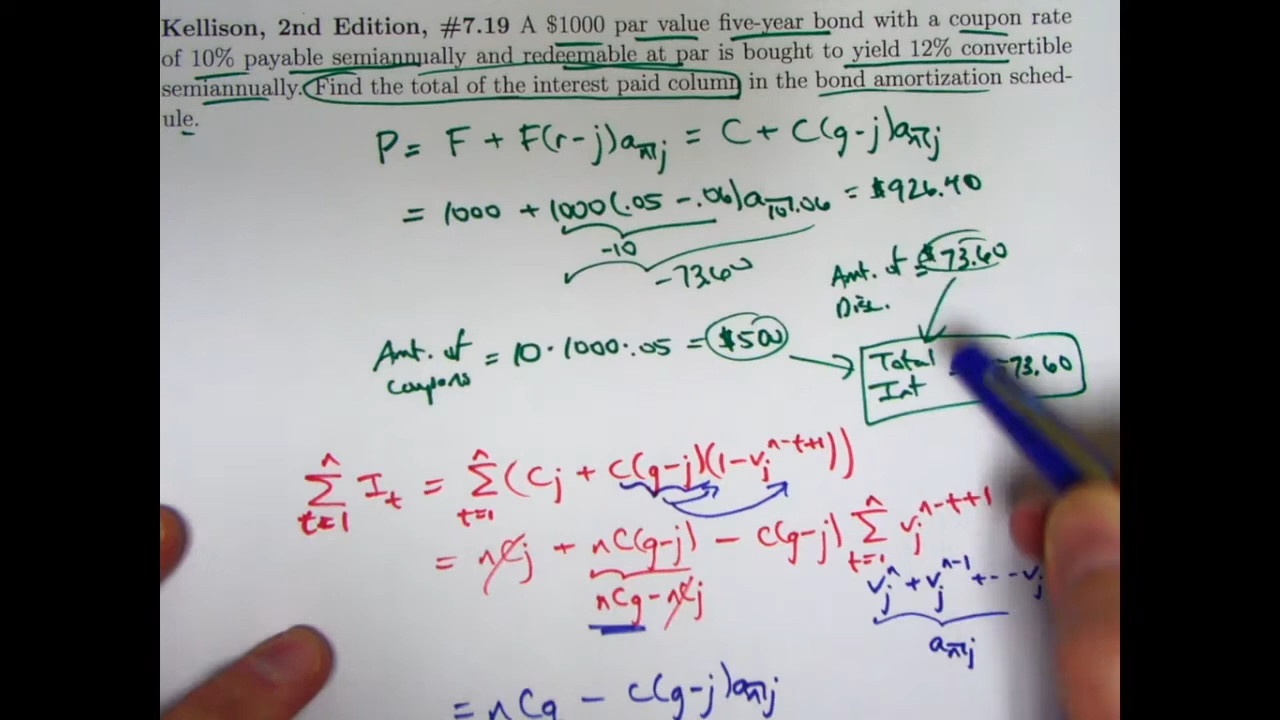 Kellison, 2nd Edition, #7.19 A $1000 par value five-year bond with a coupon rate
of 10% payable semiannually and redeemable at par is bought to yield 12% convertible
semiannually. Find the total of the interest paid column in the bond amortization sched-
ule.
P = F + F(r-j)a_{n̅|j} = C + C(g-j)a_{n̅|j}
= 1000 + 1000(.05 - .06)a_{10̅|.06} = $926.40
-10
-73.60
Amt. of = $73.60
Disc.
Amt. of = 10·1000·.05 = $500
coupons
Total
Int
73.60
\sum_{t=1}^{n} I_t = \sum_{t=1}^{n} (Cj + C(g-j)(1-v_j^{n-t+1}))
= nCj + nC(g-j) - C(g-j) \sum_{t=1}^{n} v_j^{n-t+1}
nCg - nCj
v_j^n + v_j^{n-1} + --- v_j
a_{n̅|j}
= nCg - C(g-j)a_{n̅|j}